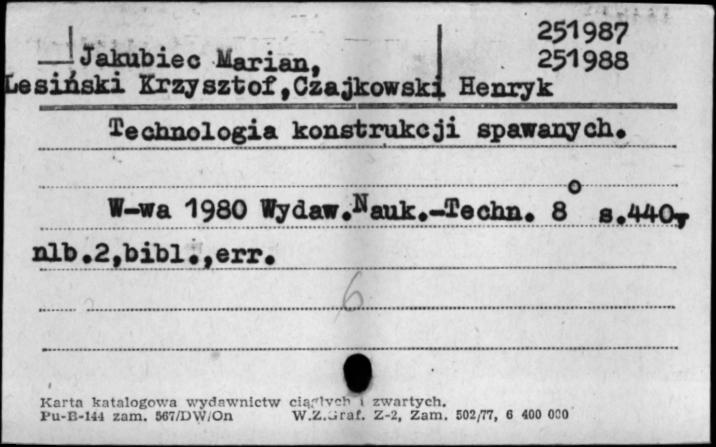 251987
Jakubiec Marian, 251988
Lesiński Krzysztof,Czajkowski Henryk
Technologia konstrukcji spawanych.
W-wa 1980 Wydaw.Nauk.-Techn. 8° s.440,
nlb.2,bibl.,err.
6
Karta katalogowa wydawnictw ciągłych i zwartych.
Pu-B-144 zam. 567/DW/On W.Z.Graf. Z-2, Zam. 502/77, 6 400 000